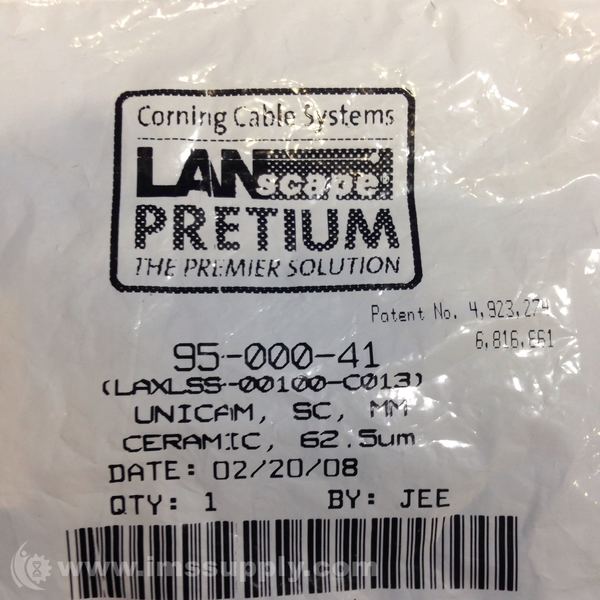 Corning Cable Systems
LANscape®
PRETIUM
THE PREMIER SOLUTION
Patent No. 4,923,274
6,816,661
95-000-41
(LAXLSS-00100-C013)
UNICAM, SC, MM
CERAMIC, 62.5um
DATE: 02/20/08
QTY: 1 BY: JEE
www.imssupply.com